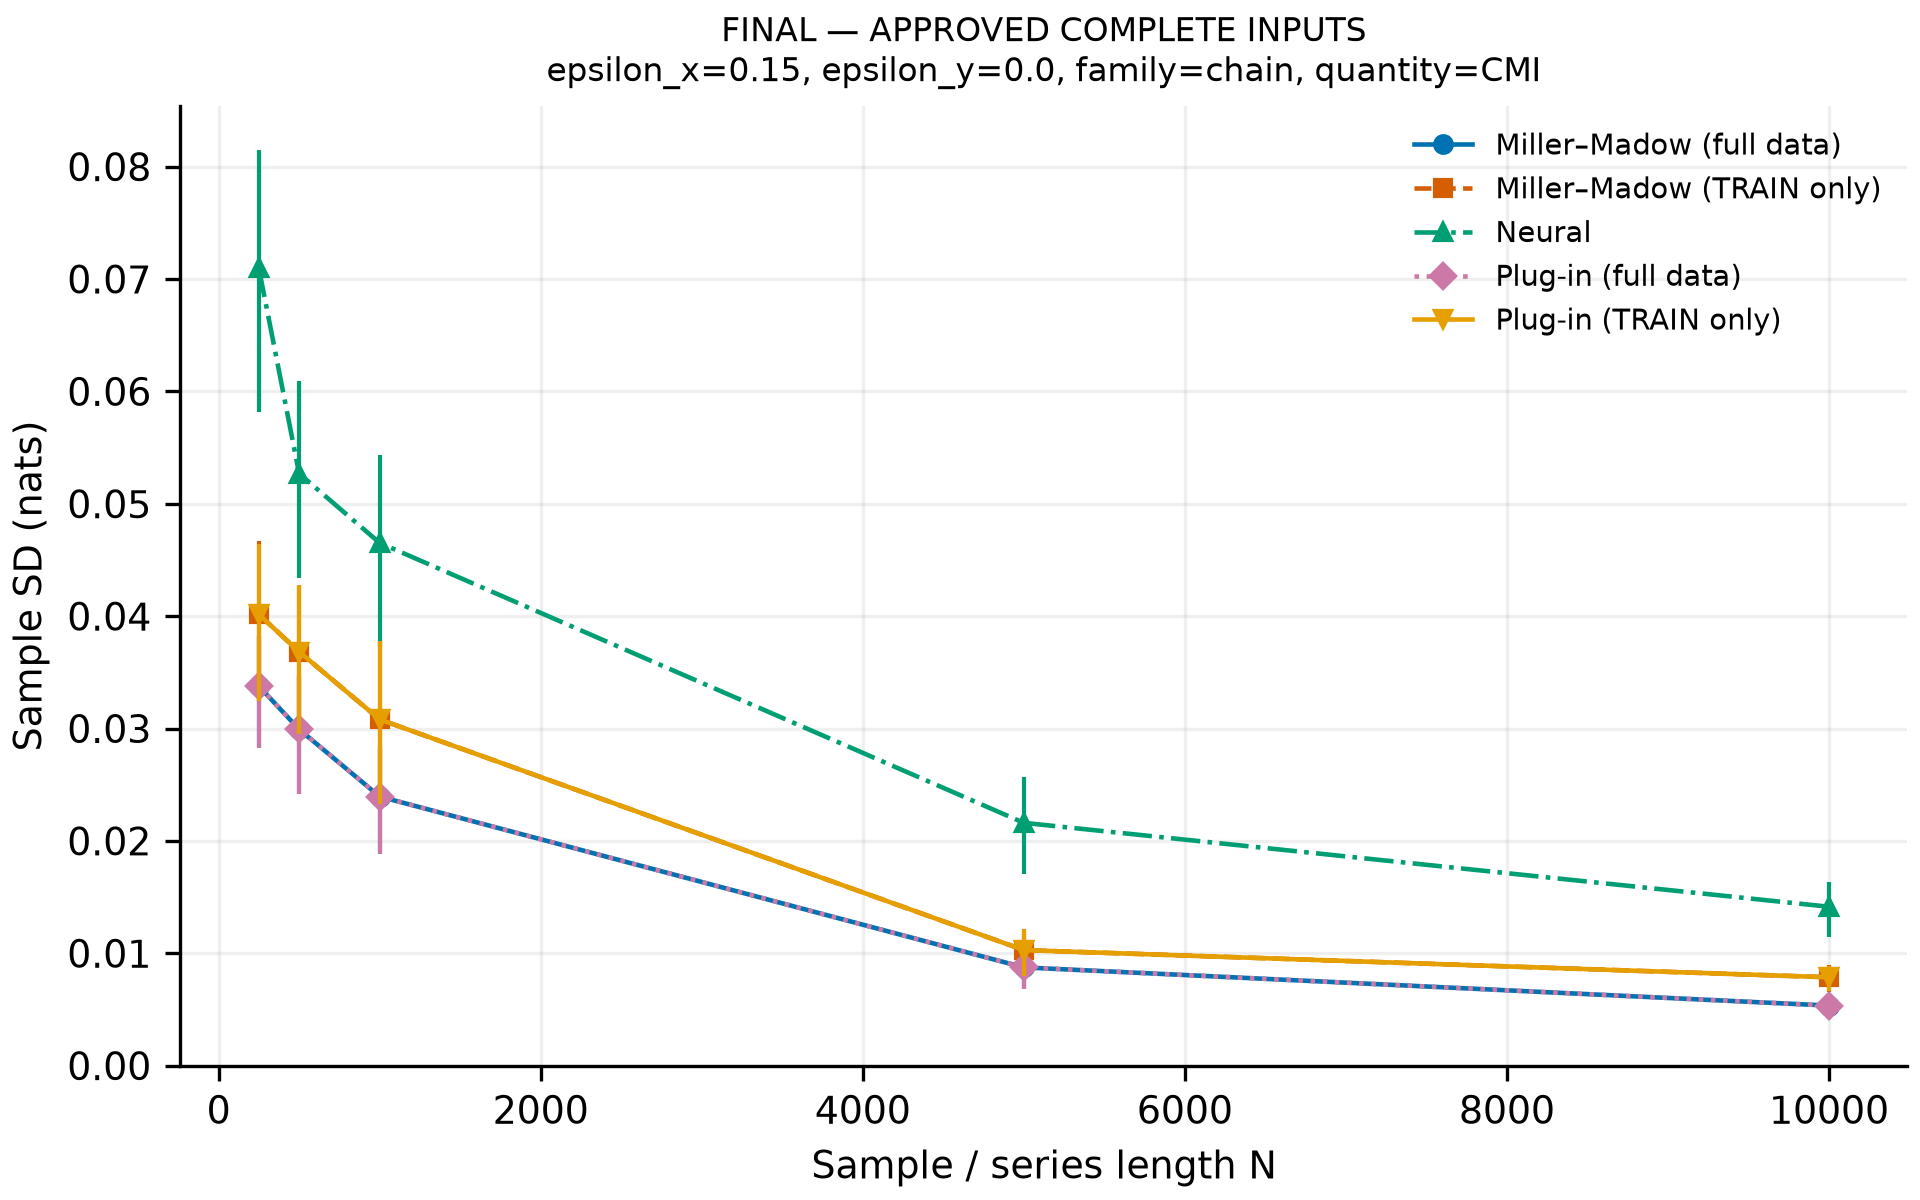 FINAL — APPROVED COMPLETE INPUTS
epsilon_x=0.15, epsilon_y=0.0, family=chain, quantity=CMI
Miller–Madow (full data)
Miller–Madow (TRAIN only)
Neural
Plug-in (full data)
Plug-in (TRAIN only)
Sample SD (nats)
0.08
0.07
0.06
0.05
0.04
0.03
0.02
0.01
0.00
0 2000 4000 6000 8000 10000
Sample / series length N